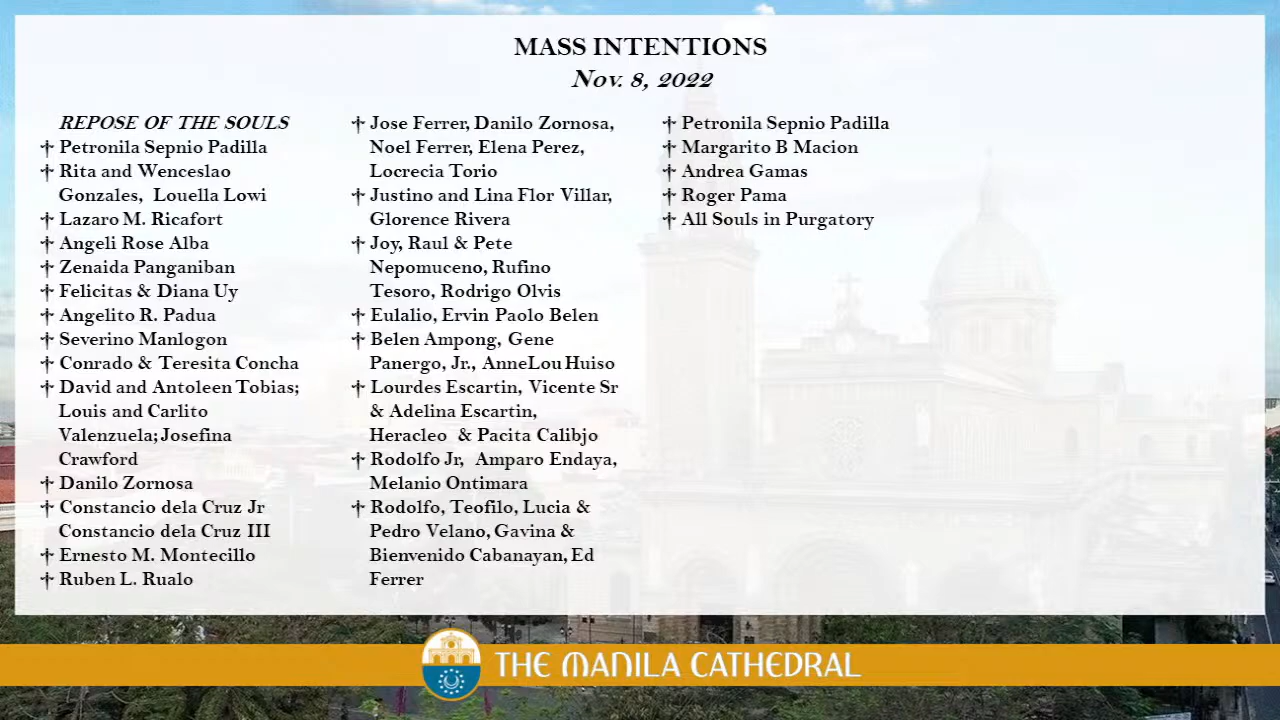 MASS INTENTIONS
Nov. 8, 2022
REPOSE OF THE SOULS
✝ Petronila Sepnio Padilla
✝ Rita and Wenceslao
Gonzales, Louella Lowi
✝ Lazaro M. Ricafort
✝ Angeli Rose Alba
✝ Zenaida Panganiban
✝ Felicitas & Diana Uy
✝ Angelito R. Padua
✝ Severino Manlogon
✝ Conrado & Teresita Concha
✝ David and Antoleen Tobias;
Louis and Carlito
Valenzuela; Josefina
Crawford
✝ Danilo Zornosa
✝ Constancio dela Cruz Jr
Constancio dela Cruz III
✝ Ernesto M. Montecillo
✝ Ruben L. Rualo
✝ Jose Ferrer, Danilo Zornosa,
Noel Ferrer, Elena Perez,
Locrecia Torio
✝ Justino and Lina Flor Villar,
Glorence Rivera
✝ Joy, Raul & Pete
Nepomuceno, Rufino
Tesoro, Rodrigo Olvis
✝ Eulalio, Ervin Paolo Belen
✝ Belen Ampong, Gene
Panergo, Jr., AnneLou Huiso
✝ Lourdes Escartin, Vicente Sr
& Adelina Escartin,
Heracleo & Pacita Calibjo
✝ Rodolfo Jr, Amparo Endaya,
Melanio Ontimara
✝ Rodolfo, Teofilo, Lucia &
Pedro Velano, Gavina &
Bienvenido Cabanayan, Ed
Ferrer
✝ Petronila Sepnio Padilla
✝ Margarito B Macion
✝ Andrea Gamas
✝ Roger Pama
✝ All Souls in Purgatory
THE MANILA CATHEDRAL